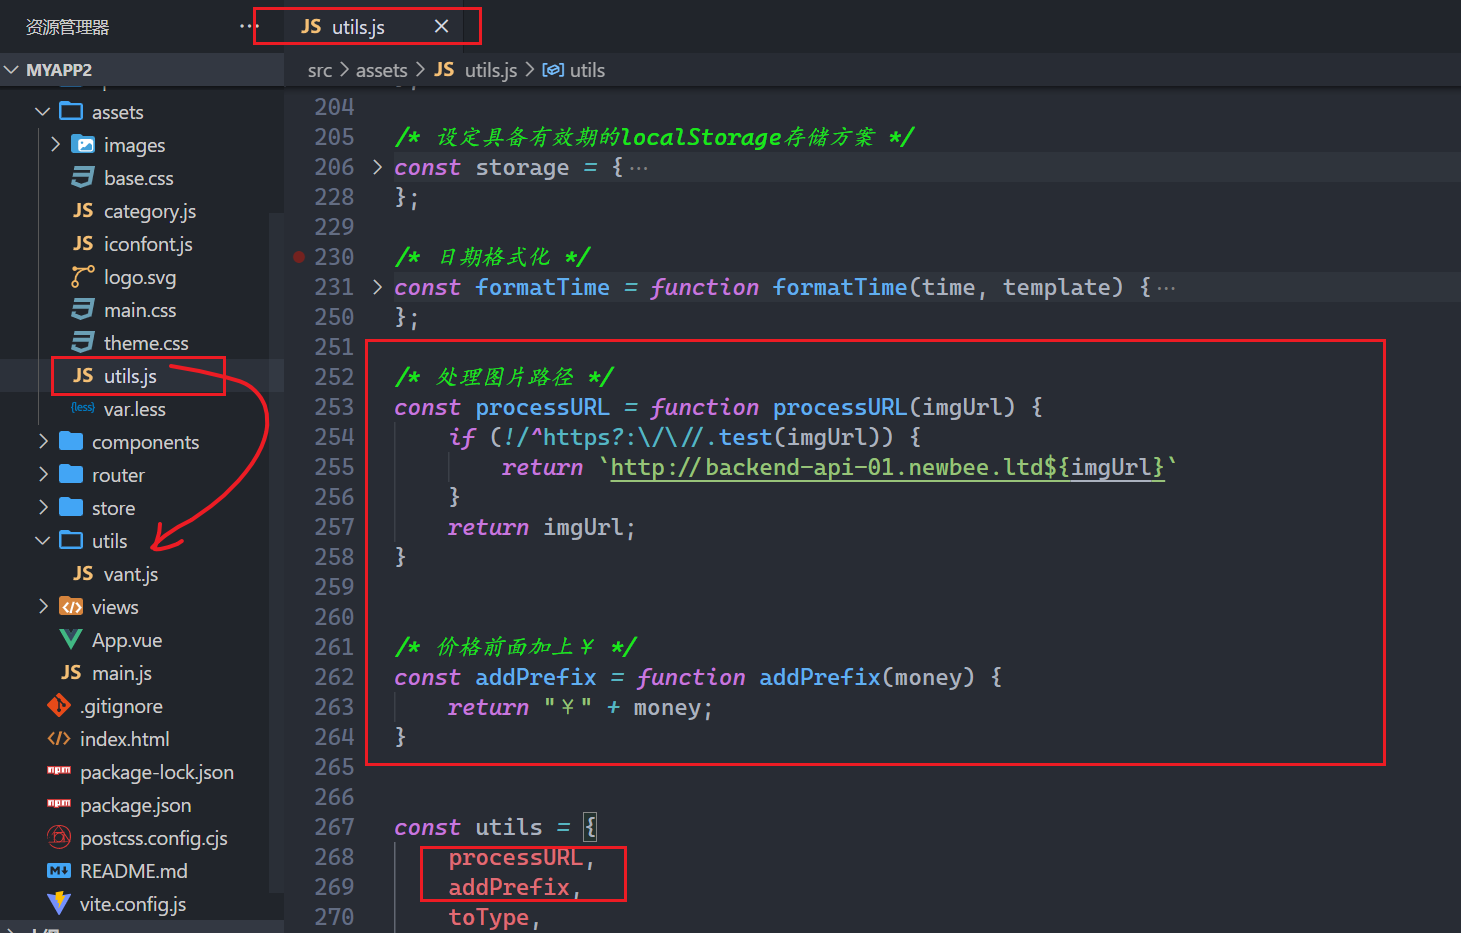 资源管理器
···
JS utils.js ×
MYAPP2
src > assets > JS utils.js > utils
assets
images
base.css
JS category.js
JS iconfont.js
logo.svg
main.css
theme.css
JS utils.js
{less} var.less
components
router
store
utils
JS vant.js
views
App.vue
JS main.js
.gitignore
index.html
npm package-lock.json
npm package.json
postcss.config.cjs
README.md
vite.config.js
204
205 /* 设定具备有效期的localStorage存储方案 */
206 const storage = {···
228 };
229
230 /* 日期格式化 */
231 const formatTime = function formatTime(time, template) {···
250 };
251
252 /* 处理图片路径 */
253 const processURL = function processURL(imgUrl) {
254 if (!/^https?:\/\//.test(imgUrl)) {
255 return `http://backend-api-01.newbee.ltd${imgUrl}`
256 }
257 return imgUrl;
258 }
259
260
261 /* 价格前面加上¥ */
262 const addPrefix = function addPrefix(money) {
263 return "¥" + money;
264 }
265
266
267 const utils = {
268 processURL,
269 addPrefix,
270 toType,